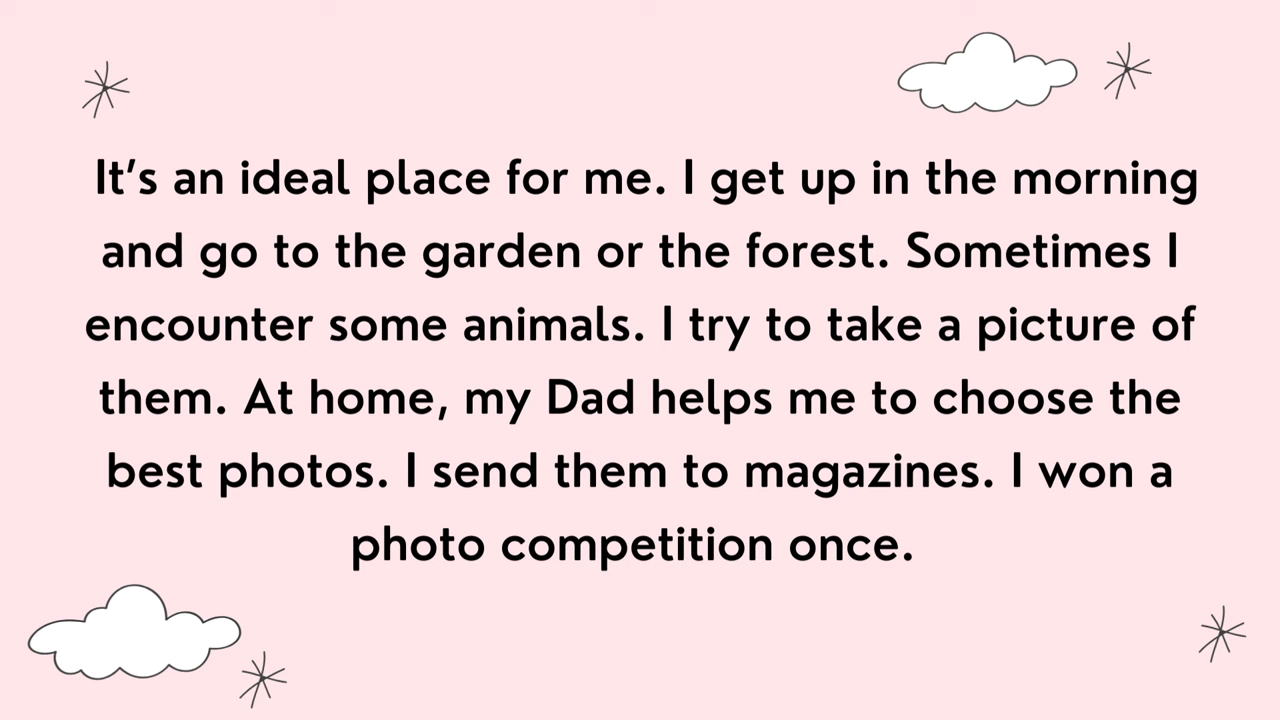 It’s an ideal place for me. I get up in the morning
and go to the garden or the forest. Sometimes I
encounter some animals. I try to take a picture of
them. At home, my Dad helps me to choose the
best photos. I send them to magazines. I won a
photo competition once.